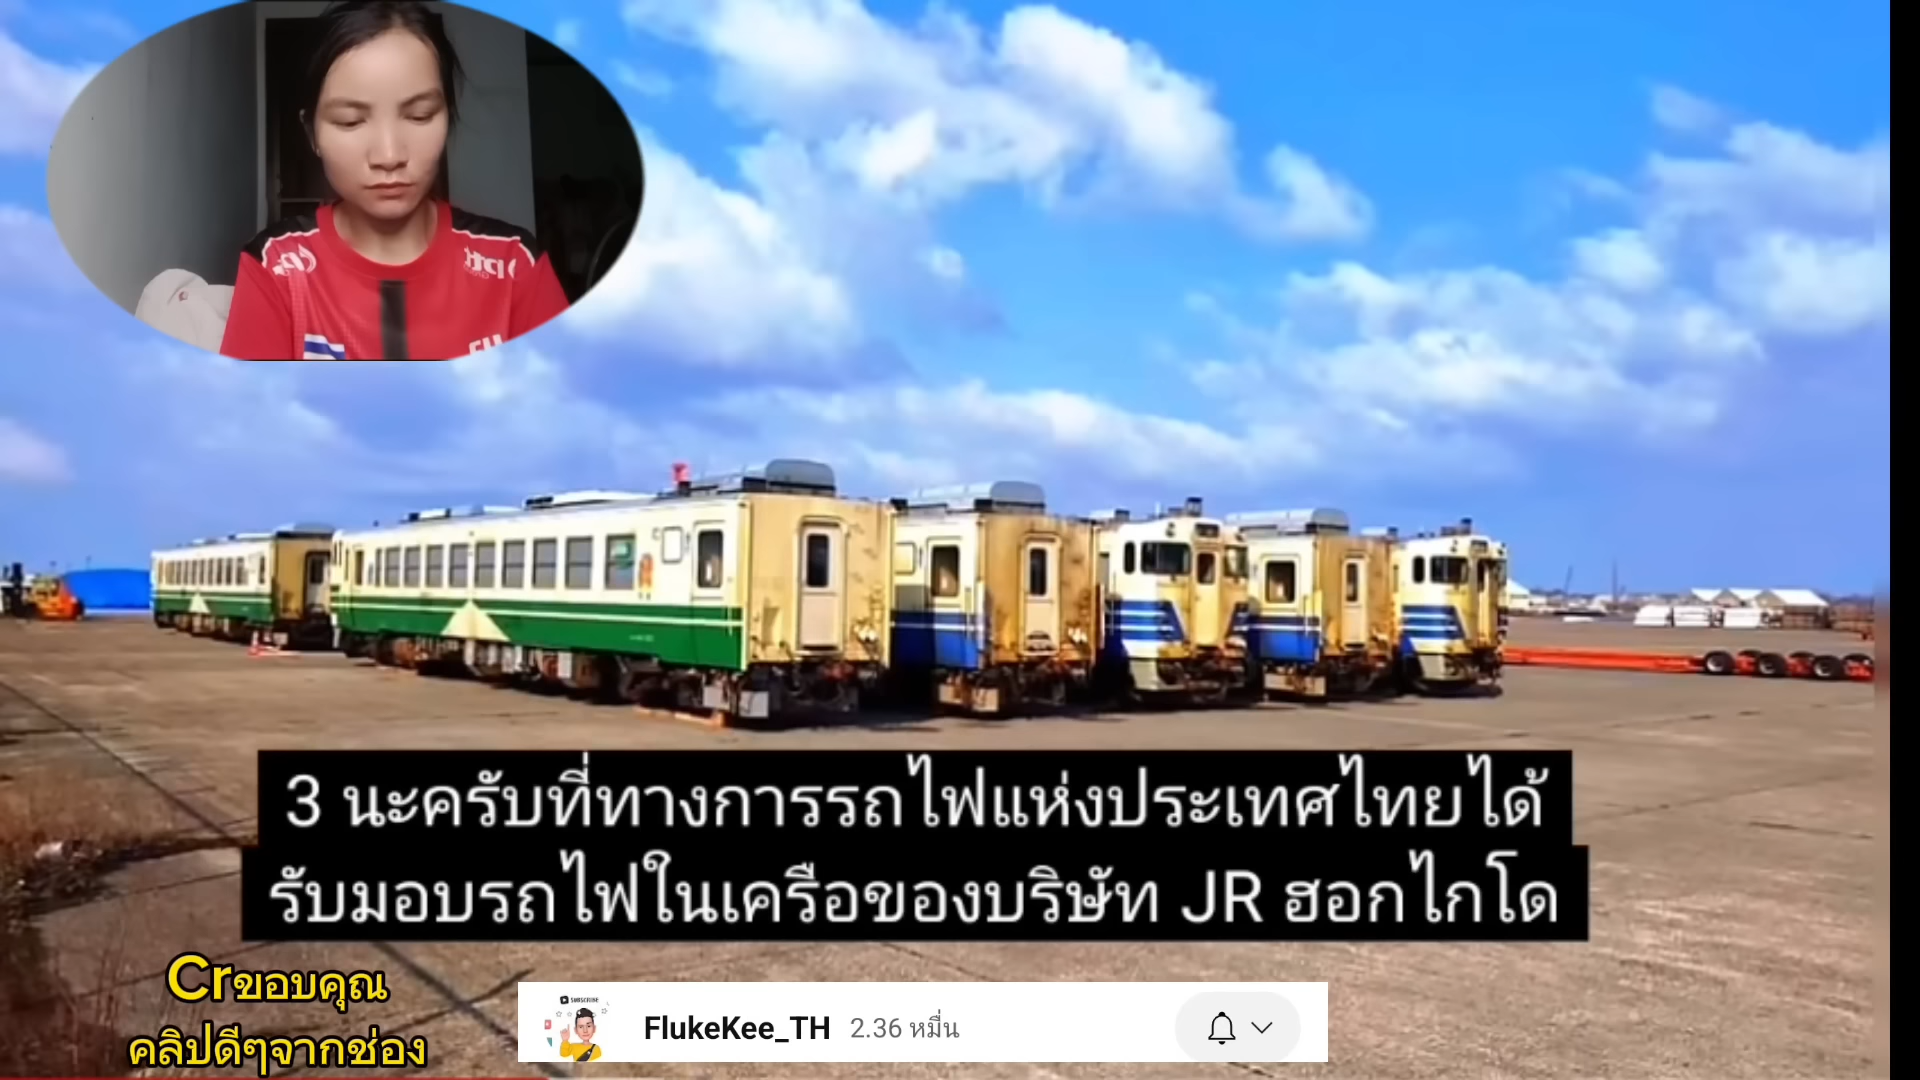 3 นะครับที่ทางการรถไฟแห่งประเทศไทยได้
รับมอบรถไฟในเครือของบริษัท JR ฮอกไกโด
Crขอบคุณ
คลิปดีๆจากช่อง
SUBSCRIBE
FlukeKee_TH 2.36 หมื่น